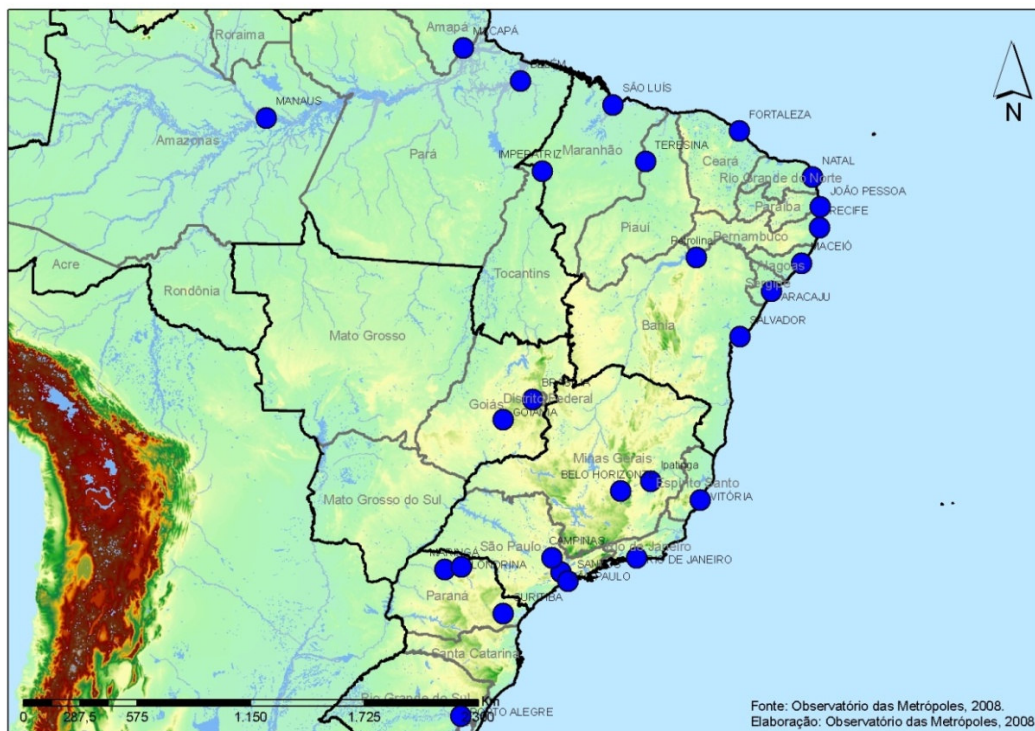 Roraima
Amapá
MACAPÁ
BELÉM
MANAUS
SÃO LUÍS
Amazonas
Pará
FORTALEZA
IMPERATRIZ
Maranhão
TERESINA
Ceará
NATAL
Rio Grande do Norte
JOÃO PESSOA
Paraíba
RECIFE
Piauí
Pernambuco
Petrolina
MACEIÓ
Acre
Rondônia
Tocantins
Alagoas
Sergipe
ARACAJU
Bahia
SALVADOR
Mato Grosso
BRASÍLIA
Distrito Federal
Goiás
GOIÂNIA
Minas Gerais
BELO HORIZONTE
Ipatinga
Espírito Santo
VITÓRIA
Mato Grosso do Sul
São Paulo
CAMPINAS
Rio de Janeiro
RIO DE JANEIRO
MARINGÁ
LONDRINA
SÃO PAULO
Paraná
CURITIBA
Santa Catarina
Rio Grande do Sul
Km
0 287,5 575 1.150 1.725 2.300
PORTO ALEGRE
N
Fonte: Observatório das Metrópoles, 2008.
Elaboração: Observatório das Metrópoles, 2008